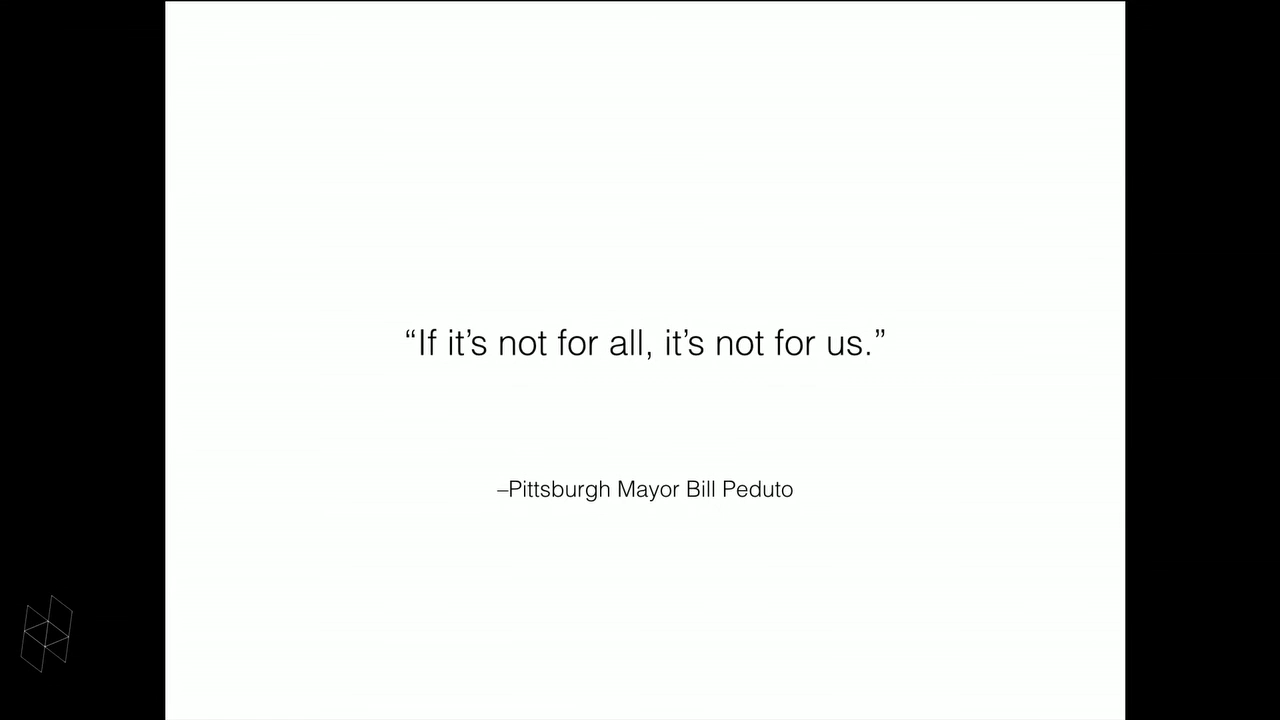 “If it’s not for all, it’s not for us.”
–Pittsburgh Mayor Bill Peduto